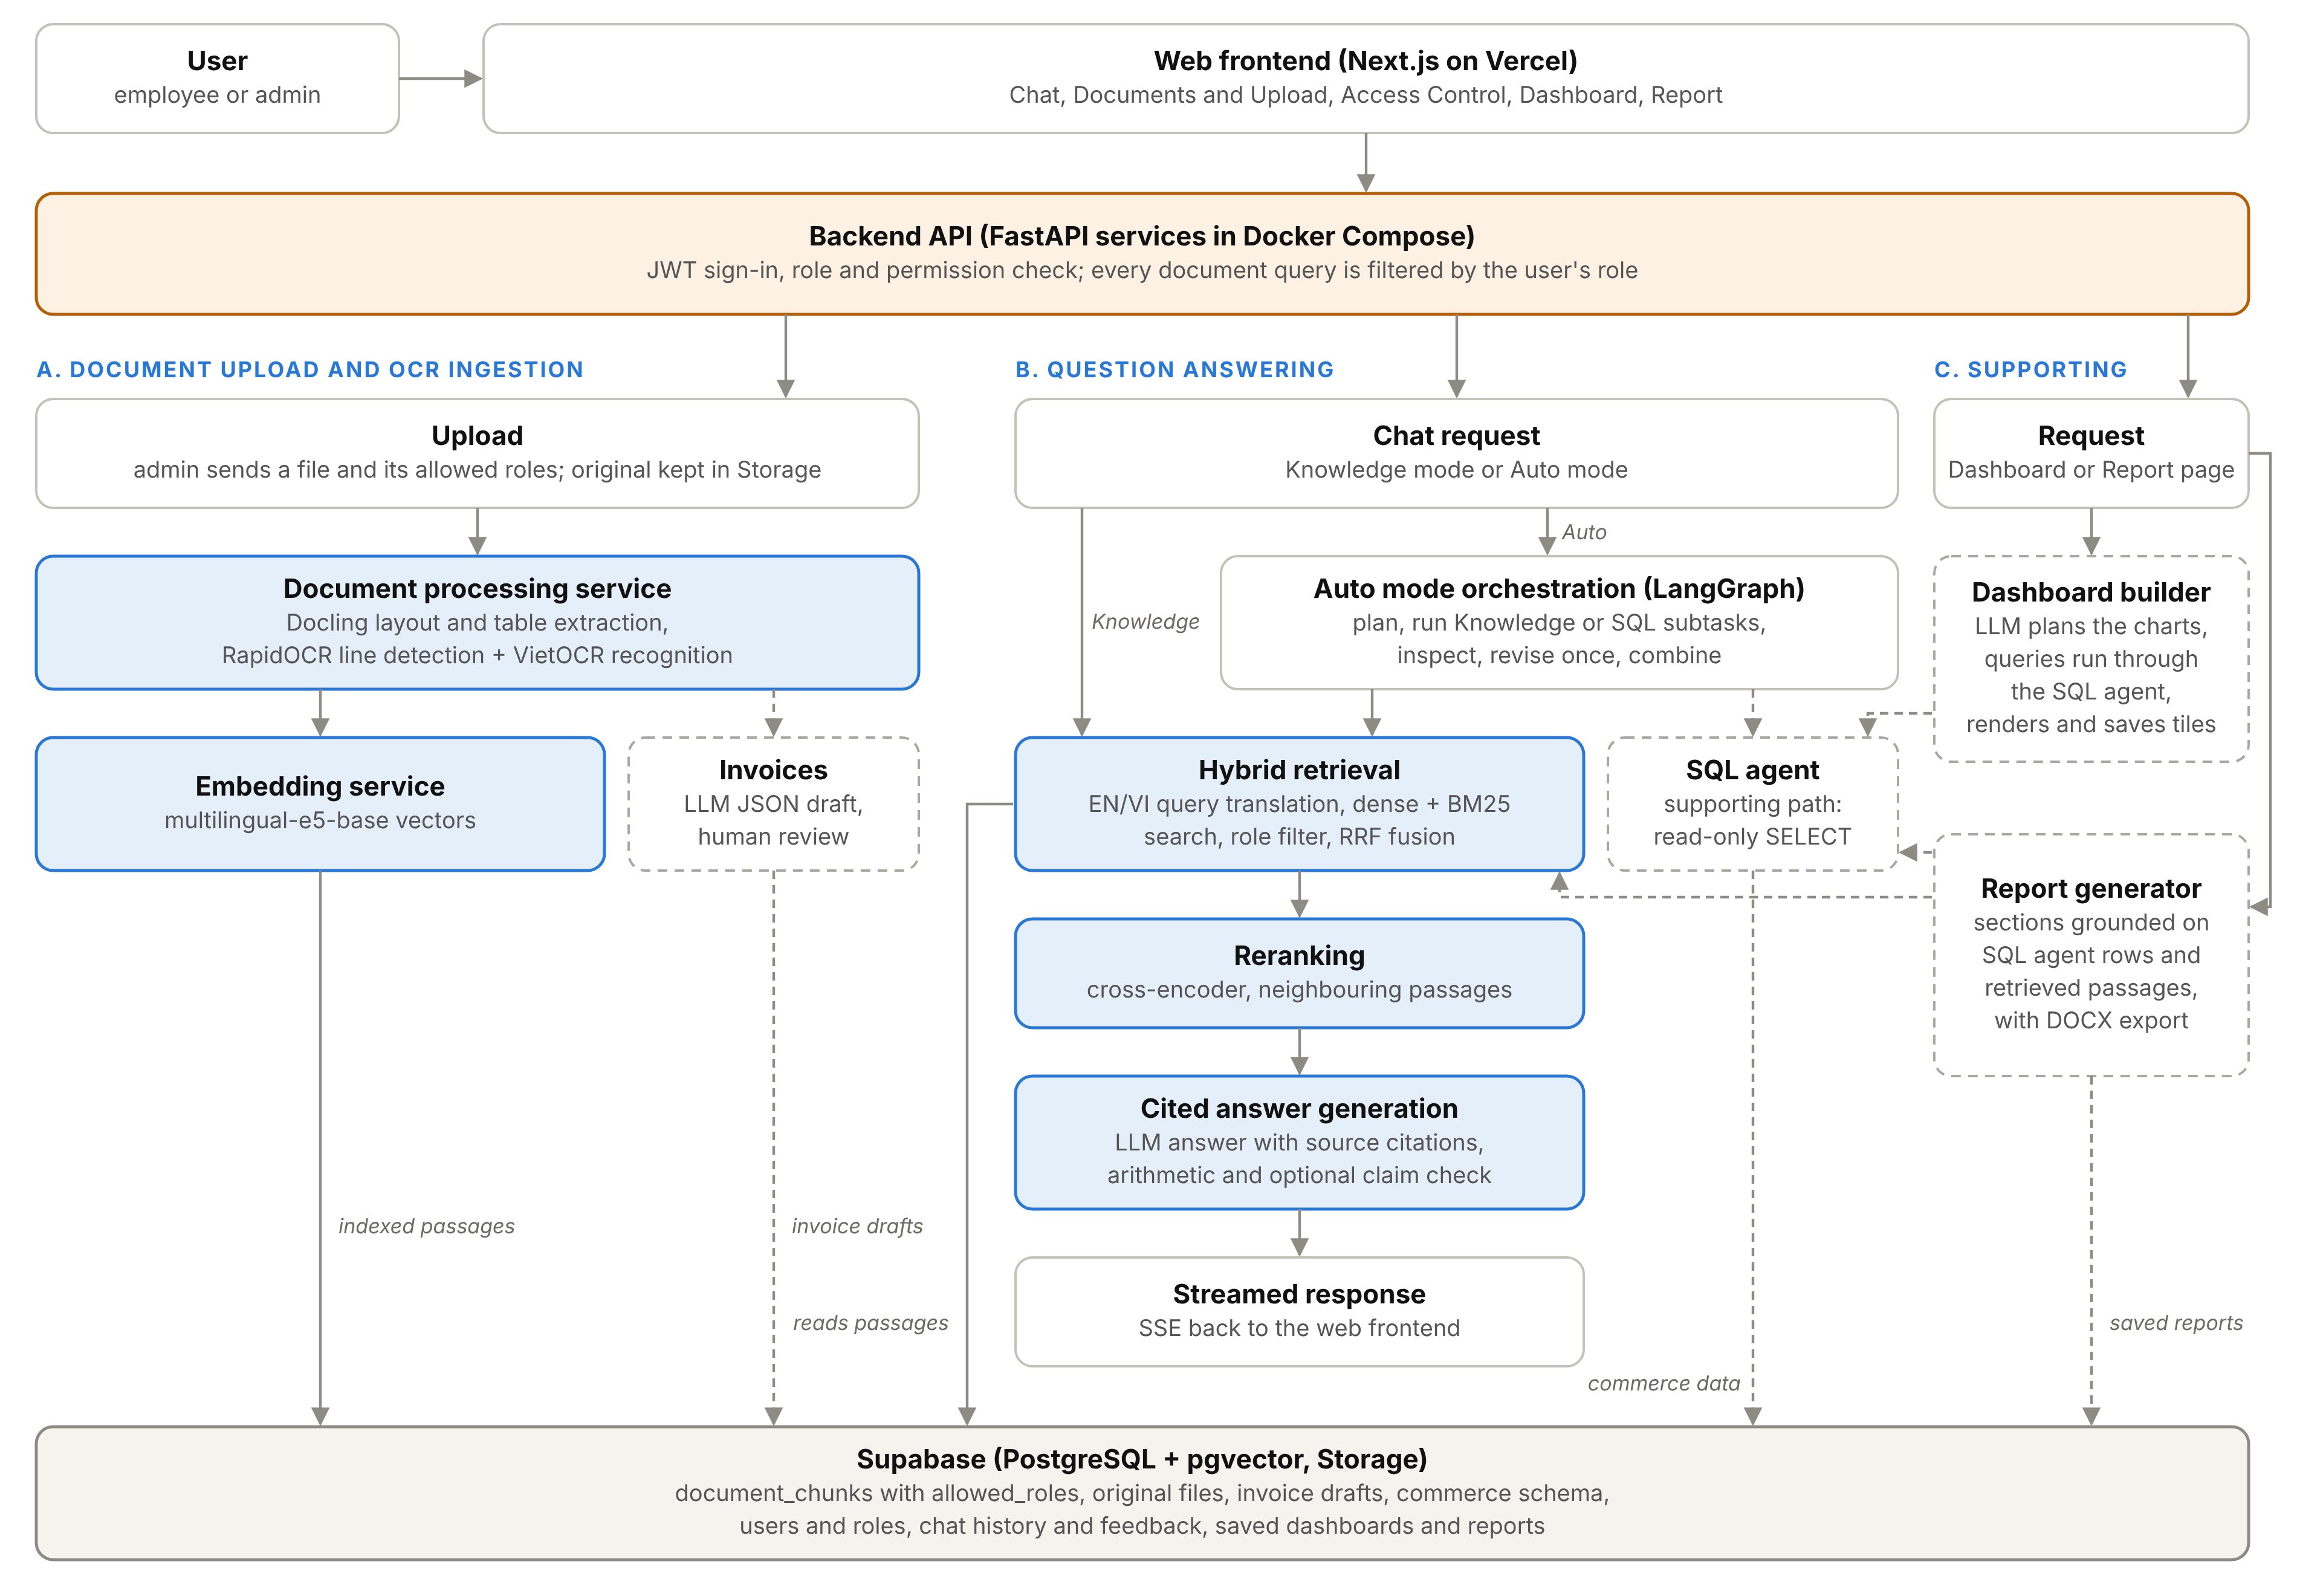 User
employee or admin
Web frontend (Next.js on Vercel)
Chat, Documents and Upload, Access Control, Dashboard, Report
Backend API (FastAPI services in Docker Compose)
JWT sign-in, role and permission check; every document query is filtered by the user's role
A. DOCUMENT UPLOAD AND OCR INGESTION
Upload
admin sends a file and its allowed roles; original kept in Storage
Document processing service
Docling layout and table extraction,
RapidOCR line detection + VietOCR recognition
Embedding service
multilingual-e5-base vectors
Invoices
LLM JSON draft,
human review
indexed passages
invoice drafts
reads passages
B. QUESTION ANSWERING
Chat request
Knowledge mode or Auto mode
Auto
Knowledge
Auto mode orchestration (LangGraph)
plan, run Knowledge or SQL subtasks,
inspect, revise once, combine
Hybrid retrieval
EN/VI query translation, dense + BM25
search, role filter, RRF fusion
SQL agent
supporting path:
read-only SELECT
Reranking
cross-encoder, neighbouring passages
Cited answer generation
LLM answer with source citations,
arithmetic and optional claim check
Streamed response
SSE back to the web frontend
commerce data
C. SUPPORTING
Request
Dashboard or Report page
Dashboard builder
LLM plans the charts,
queries run through
the SQL agent,
renders and saves tiles
Report generator
sections grounded on
SQL agent rows and
retrieved passages,
with DOCX export
saved reports
Supabase (PostgreSQL + pgvector, Storage)
document_chunks with allowed_roles, original files, invoice drafts, commerce schema,
users and roles, chat history and feedback, saved dashboards and reports